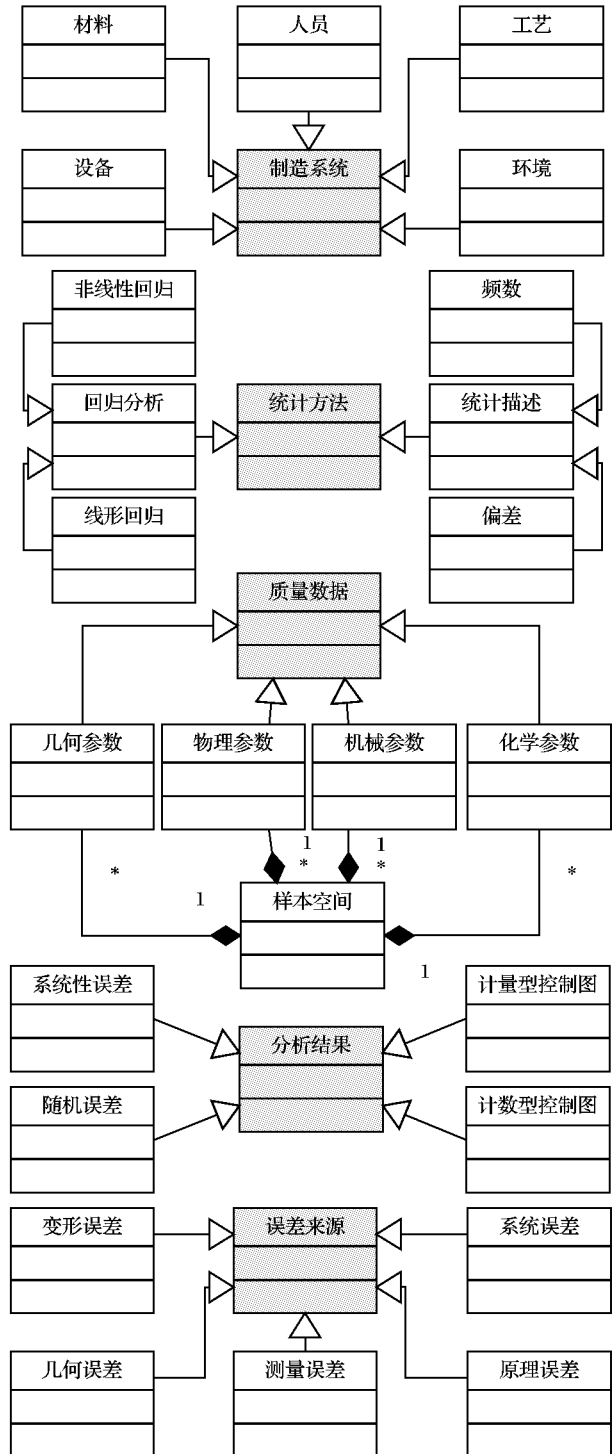 材料
人员
工艺
设备
制造系统
环境
非线性回归
频数
回归分析
统计方法
统计描述
线形回归
偏差
质量数据
几何参数
物理参数
机械参数
化学参数
1
1
*
*
*
*
1
样本空间
1
系统性误差
计量型控制图
分析结果
随机误差
计数型控制图
变形误差
误差来源
系统误差
几何误差
测量误差
原理误差